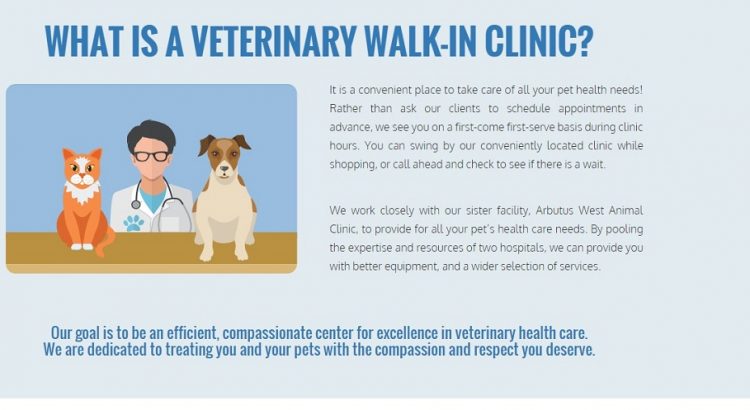 WHAT IS A VETERINARY WALK-IN CLINIC?
It is a convenient place to take care of all your pet health needs!
Rather than ask our clients to schedule appointments in
advance, we see you on a first-come first-serve basis during clinic
hours. You can swing by our conveniently located clinic while
shopping, or call ahead and check to see if there is a wait.
We work closely with our sister facility, Arbutus West Animal
Clinic, to provide for all your pet's health care needs. By pooling
the expertise and resources of two hospitals, we can provide you
with better equipment, and a wider selection of services.
Our goal is to be an efficient, compassionate center for excellence in veterinary health care.
We are dedicated to treating you and your pets with the compassion and respect you deserve.